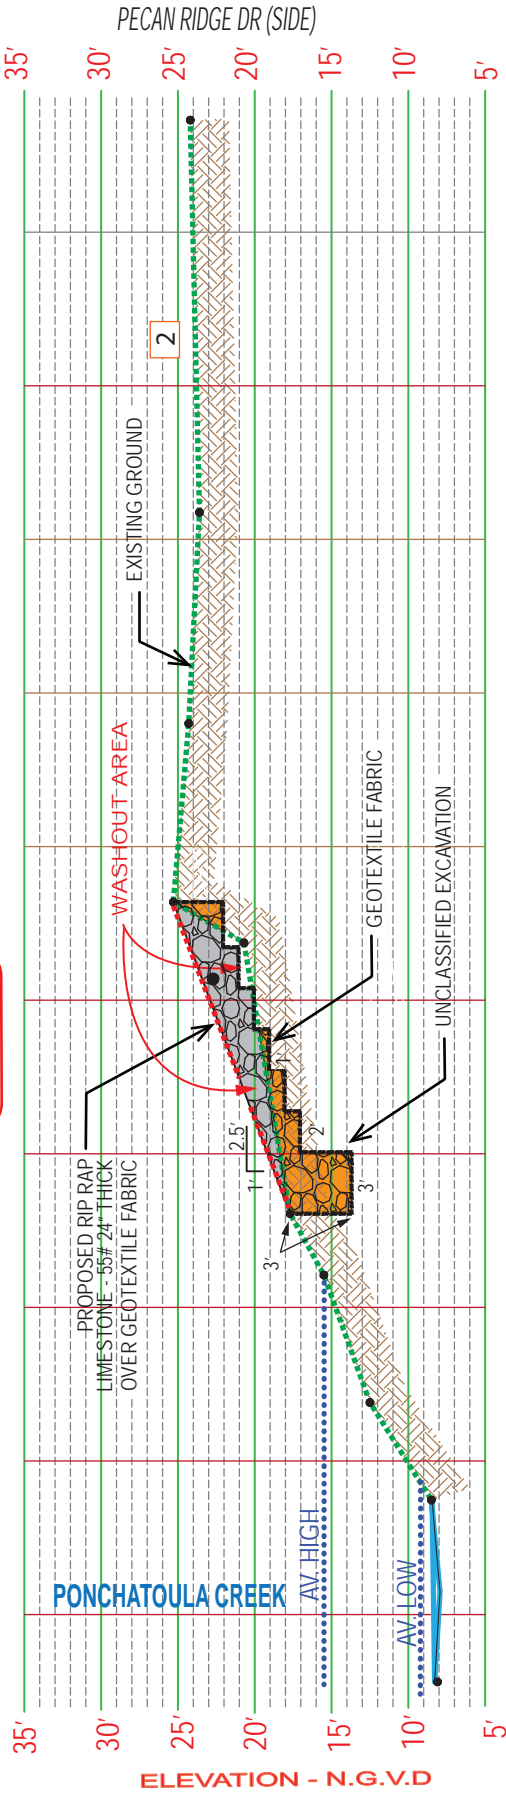 PECAN RIDGE DR (SIDE)
35'
30'
25'
20'
15'
10'
5'
2
EXISTING GROUND
WASHOUT AREA
GEOTEXTILE FABRIC
UNCLASSIFIED EXCAVATION
PROPOSED RIP RAP
LIMESTONE - 55# 24" THICK
OVER GEOTEXTILE FABRIC
2.5'
1'
1'
2'
3'
3'
AV. HIGH
AV. LOW
PONCHATOULA CREEK
35'
30'
25'
20'
15'
10'
5'
ELEVATION - N.G.V.D